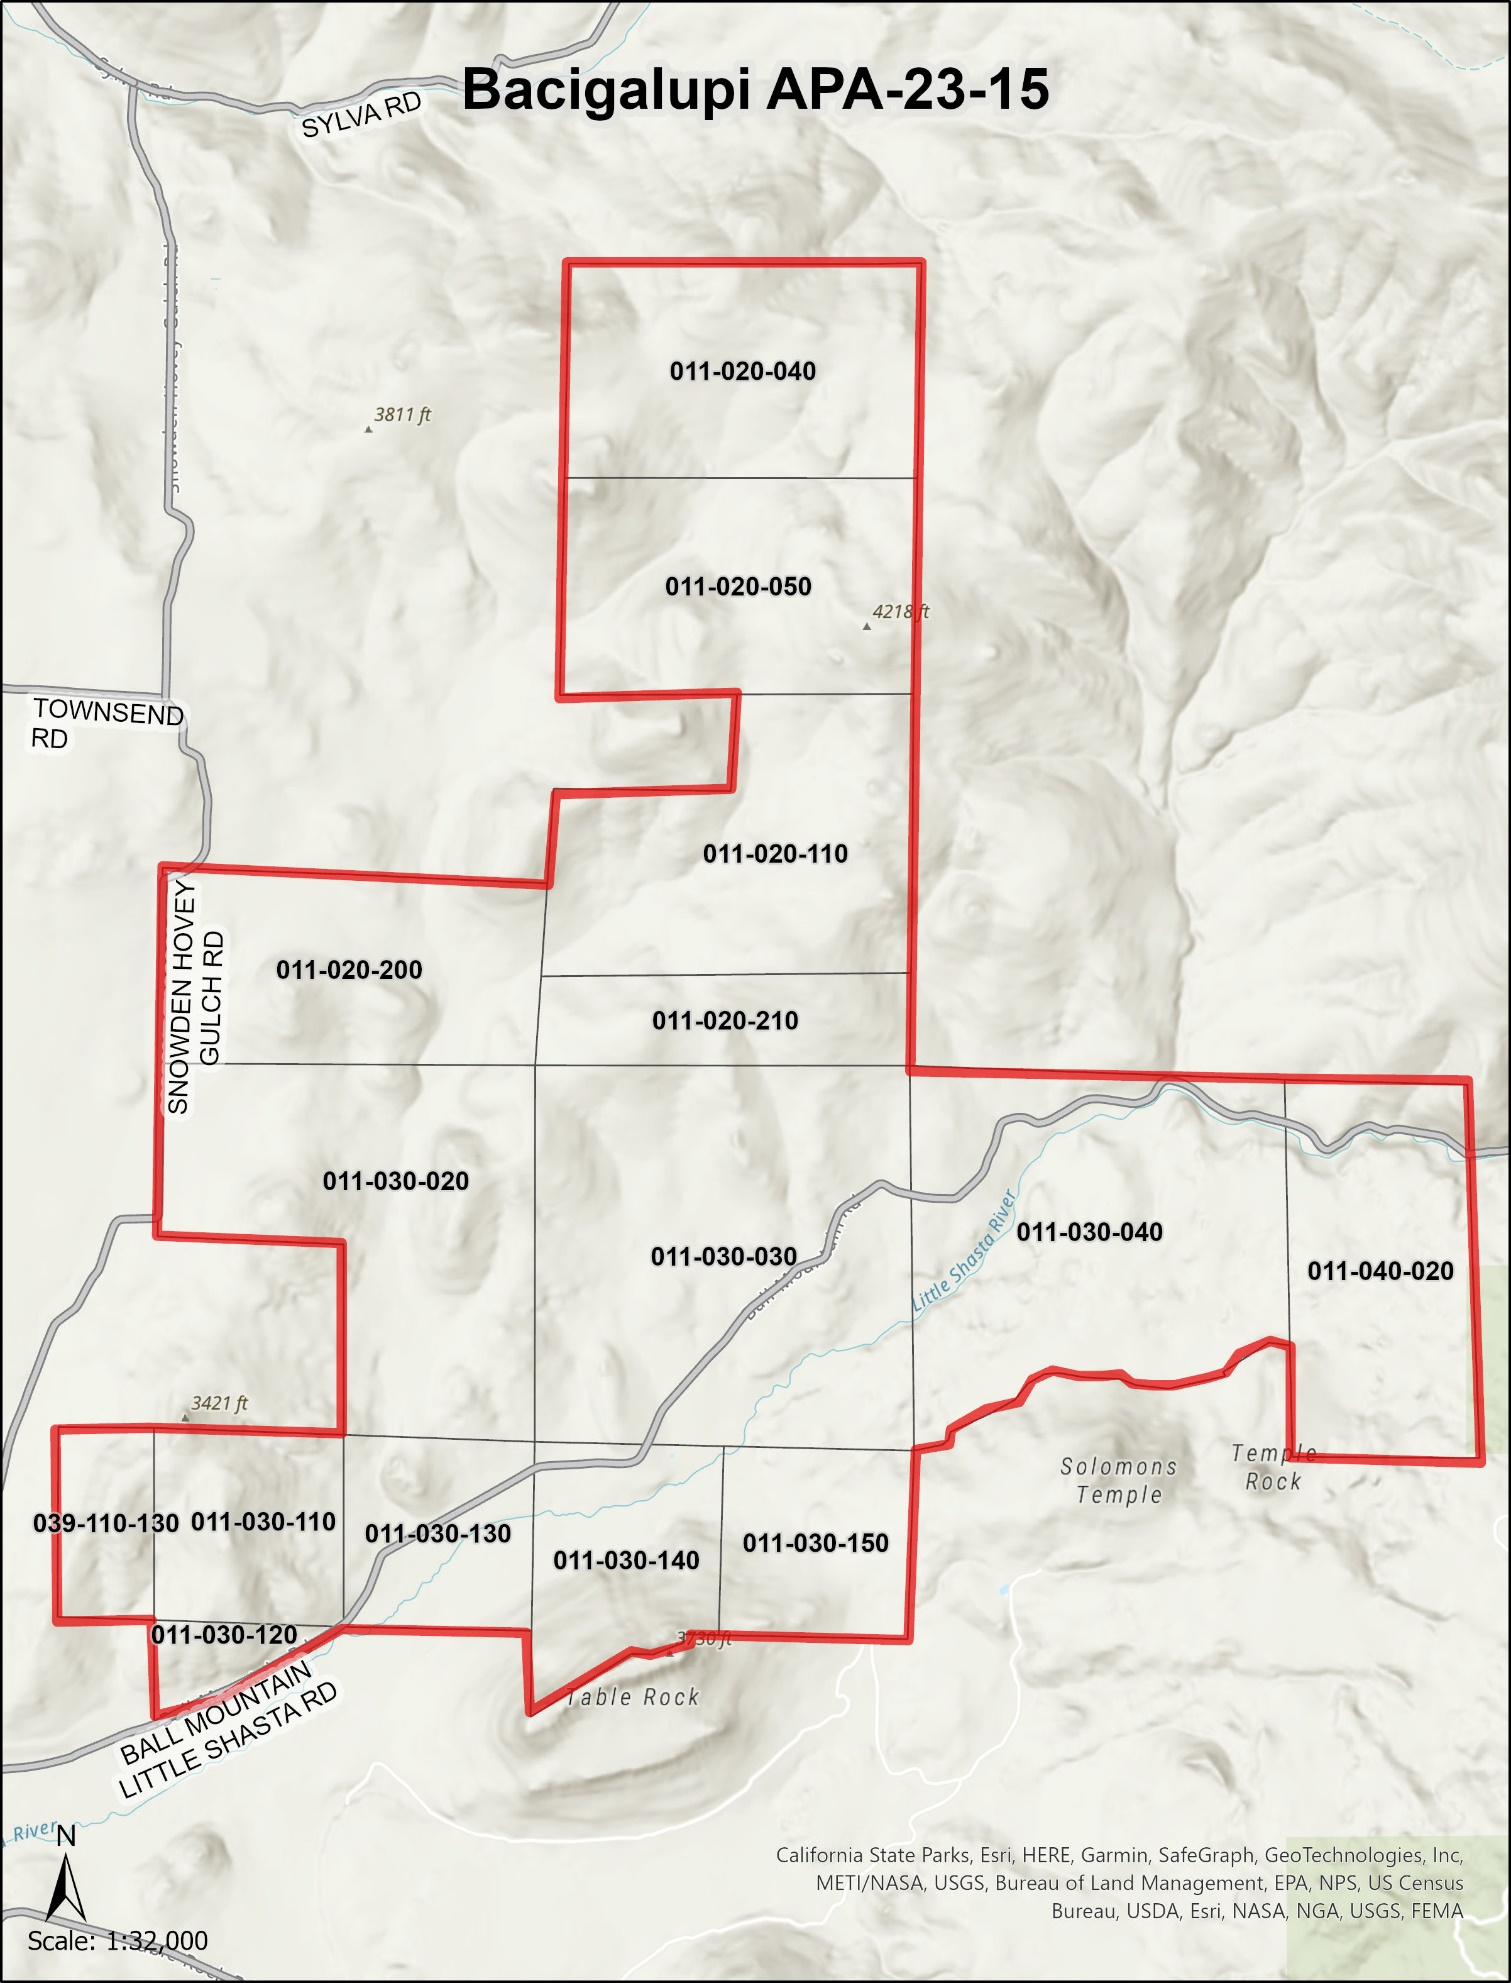 Bacigalupi APA-23-15
SYLVA RD
011-020-040
3811 ft
011-020-050
4218 ft
TOWNSEND
RD
011-020-110
SNOWDEN HOVEY
GULCH RD
011-020-200
011-020-210
011-030-020
011-030-030
Little Shasta River
011-030-040
011-040-020
3421 ft
Solomons
Temple
Temple
Rock
039-110-130
011-030-110
011-030-130
011-030-140
011-030-150
011-030-120
3730 ft
Table Rock
BALL MOUNTAIN
LITTLE SHASTA RD
River
N
Scale: 1:32,000
California State Parks, Esri, HERE, Garmin, SafeGraph, GeoTechnologies, Inc,
METI/NASA, USGS, Bureau of Land Management, EPA, NPS, US Census
Bureau, USDA, Esri, NASA, NGA, USGS, FEMA